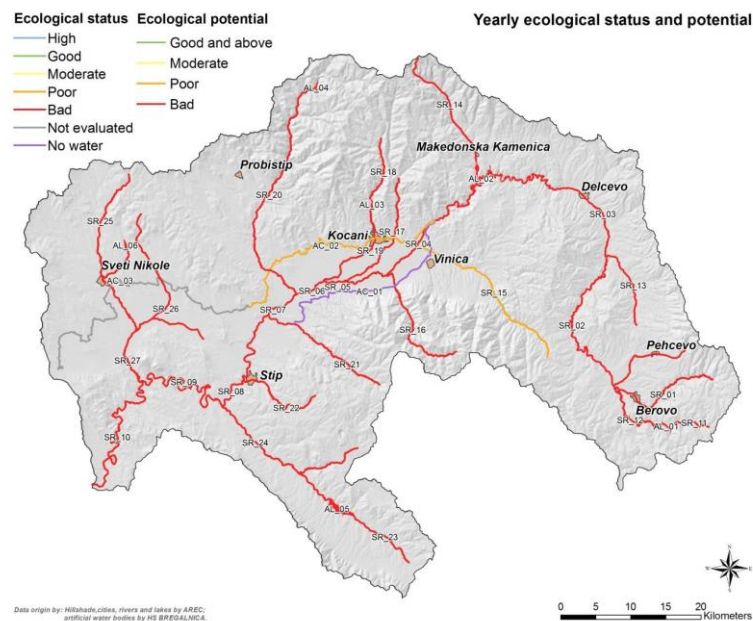 Ecological status
High
Good
Moderate
Poor
Bad
Not evaluated
No water
Ecological potential
Good and above
Moderate
Poor
Bad
Yearly ecological status and potential
AL_04
SR_14
Makedonska Kamenica
Probistip
SR_18
AL_02
Delcevo
SR_20
AL_03
SR_03
SR_25
Kocani
SR_17
AC_02
SR_04
AL_06
SR_19
Sveti Nikole
Vinica
AC_03
SR_13
SR_06
SR_05
AC_01
SR_15
SR_26
SR_07
SR_02
SR_16
Pehcevo
SR_27
SR_21
Stip
SR_09
SR_08
SR_01
Berovo
SR_22
SR_12
AL_01
SR_11
SR_10
SR_24
AL_05
SR_23
N
W
E
S
0 5 10 20
Kilometers
Data origin by: Hillshade,cities, rivers and lakes by AREC;
artificial water bodies by HS BREGALNICA.